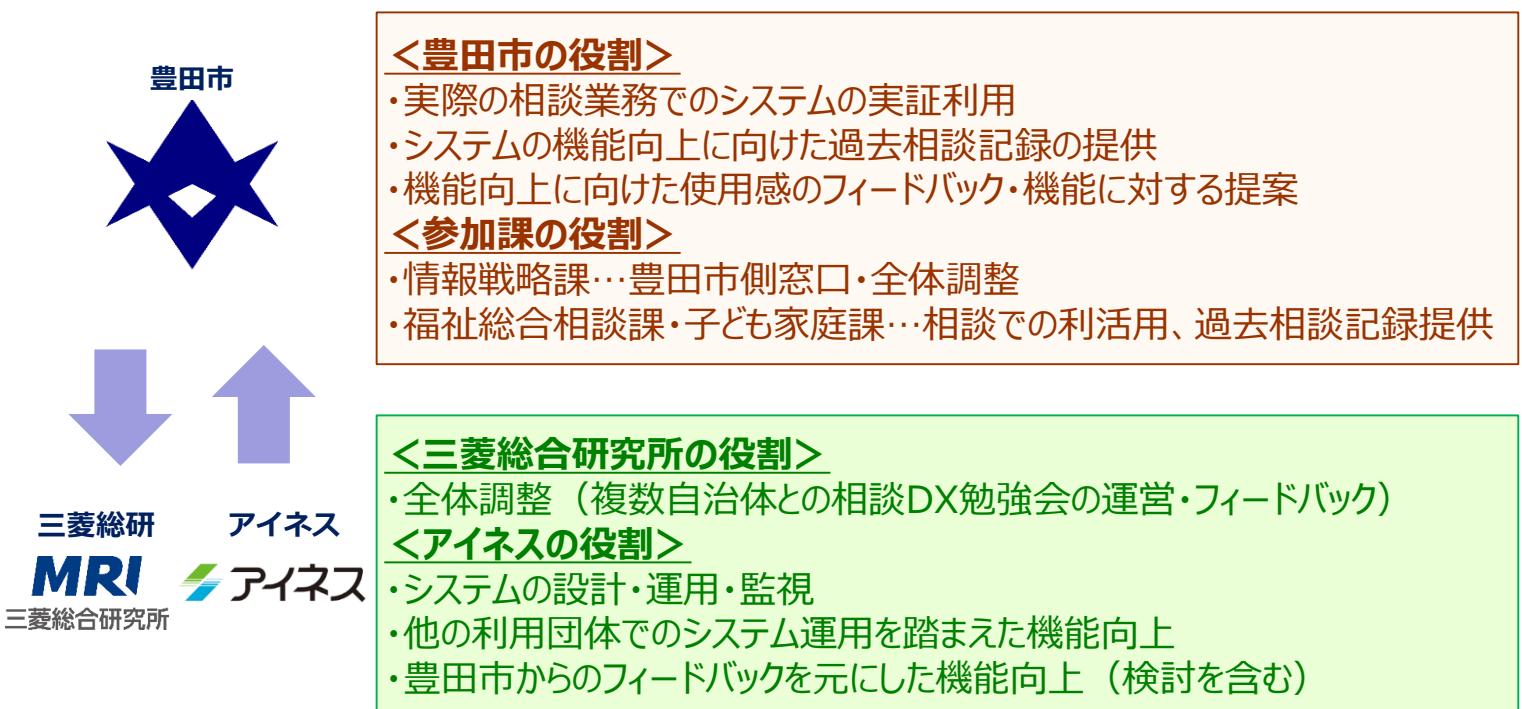 豊田市
<豊田市の役割>
・実際の相談業務でのシステムの実証利用
・システムの機能向上に向けた過去相談記録の提供
・機能向上に向けた使用感のフィードバック・機能に対する提案
<参加課の役割>
・情報戦略課…豊田市側窓口・全体調整
・福祉総合相談課・子ども家庭課…相談での利活用、過去相談記録提供
三菱総研
MRI
三菱総合研究所
アイネス
アイネス
<三菱総合研究所の役割>
・全体調整（複数自治体との相談DX勉強会の運営・フィードバック）
<アイネスの役割>
・システムの設計・運用・監視
・他の利用団体でのシステム運用を踏まえた機能向上
・豊田市からのフィードバックを元にした機能向上（検討を含む）